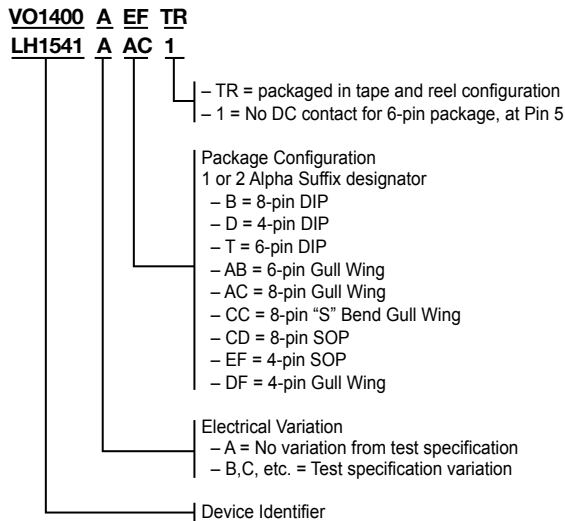 VO1400 A EF TR
LH1541 A AC 1
– TR = packaged in tape and reel configuration
– 1 = No DC contact for 6-pin package, at Pin 5
Package Configuration
1 or 2 Alpha Suffix designator
– B = 8-pin DIP
– D = 4-pin DIP
– T = 6-pin DIP
– AB = 6-pin Gull Wing
– AC = 8-pin Gull Wing
– CC = 8-pin “S” Bend Gull Wing
– CD = 8-pin SOP
– EF = 4-pin SOP
– DF = 4-pin Gull Wing
Electrical Variation
– A = No variation from test specification
– B,C, etc. = Test specification variation
Device Identifier